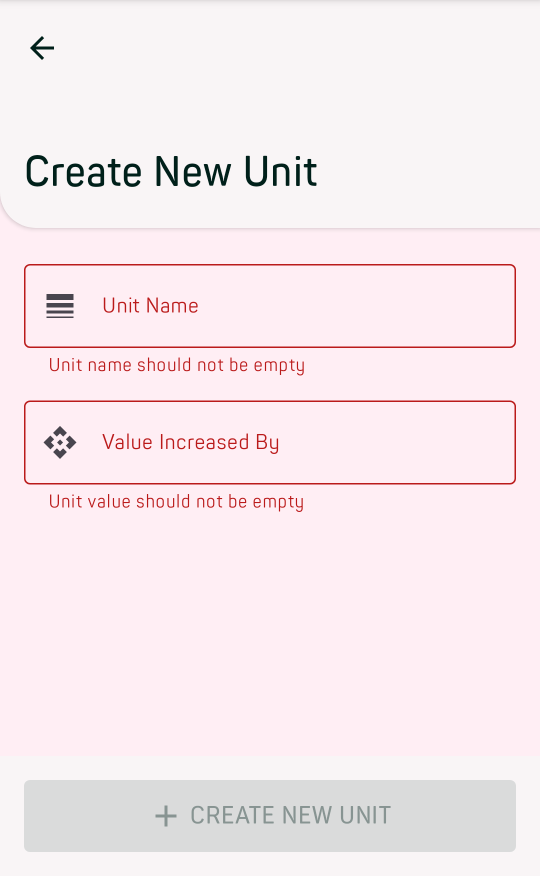 Create New Unit
Unit Name
Unit name should not be empty
Value Increased By
Unit value should not be empty
CREATE NEW UNIT